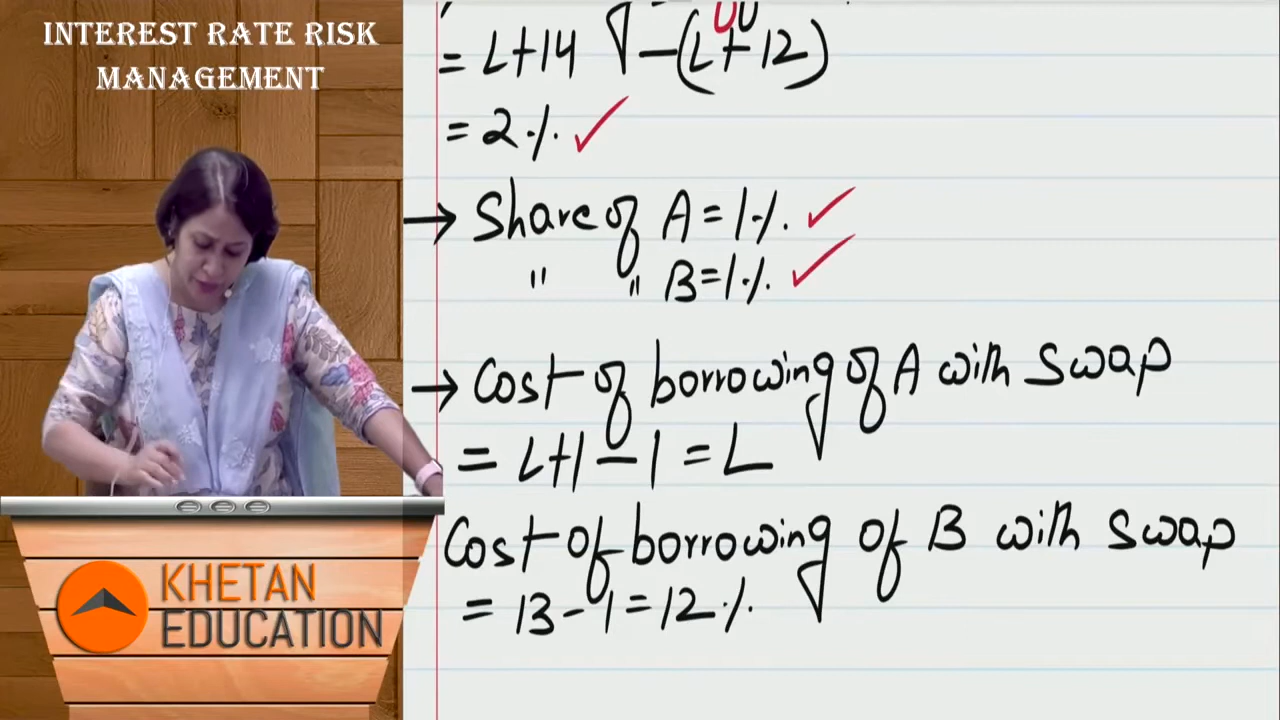 INTEREST RATE RISK
MANAGEMENT
= L+14 – (L+12)
= 2%. ✓
→ Share of A = 1%. ✓
" " B = 1%. ✓
→ Cost of borrowing of A with swap
= L+1 – 1 = L
Cost of borrowing of B with swap
= 13 – 1 = 12%.
KHETAN
EDUCATION